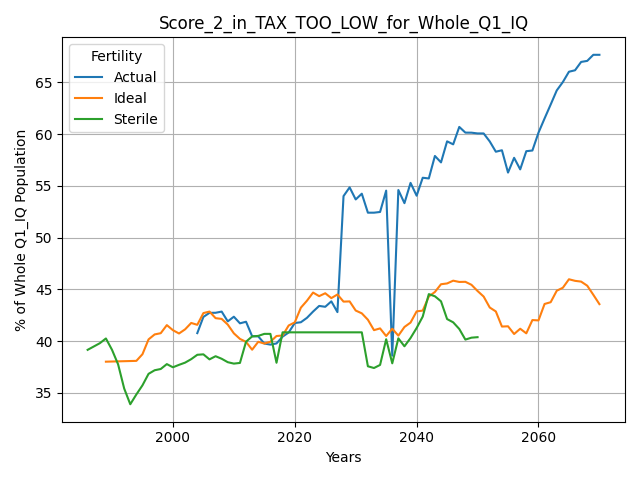 Score_2_in_TAX_TOO_LOW_for_Whole_Q1_IQ
Fertility
Actual
Ideal
Sterile
% of Whole Q1_IQ Population
65
60
55
50
45
40
35
2000 2020 2040 2060
Years